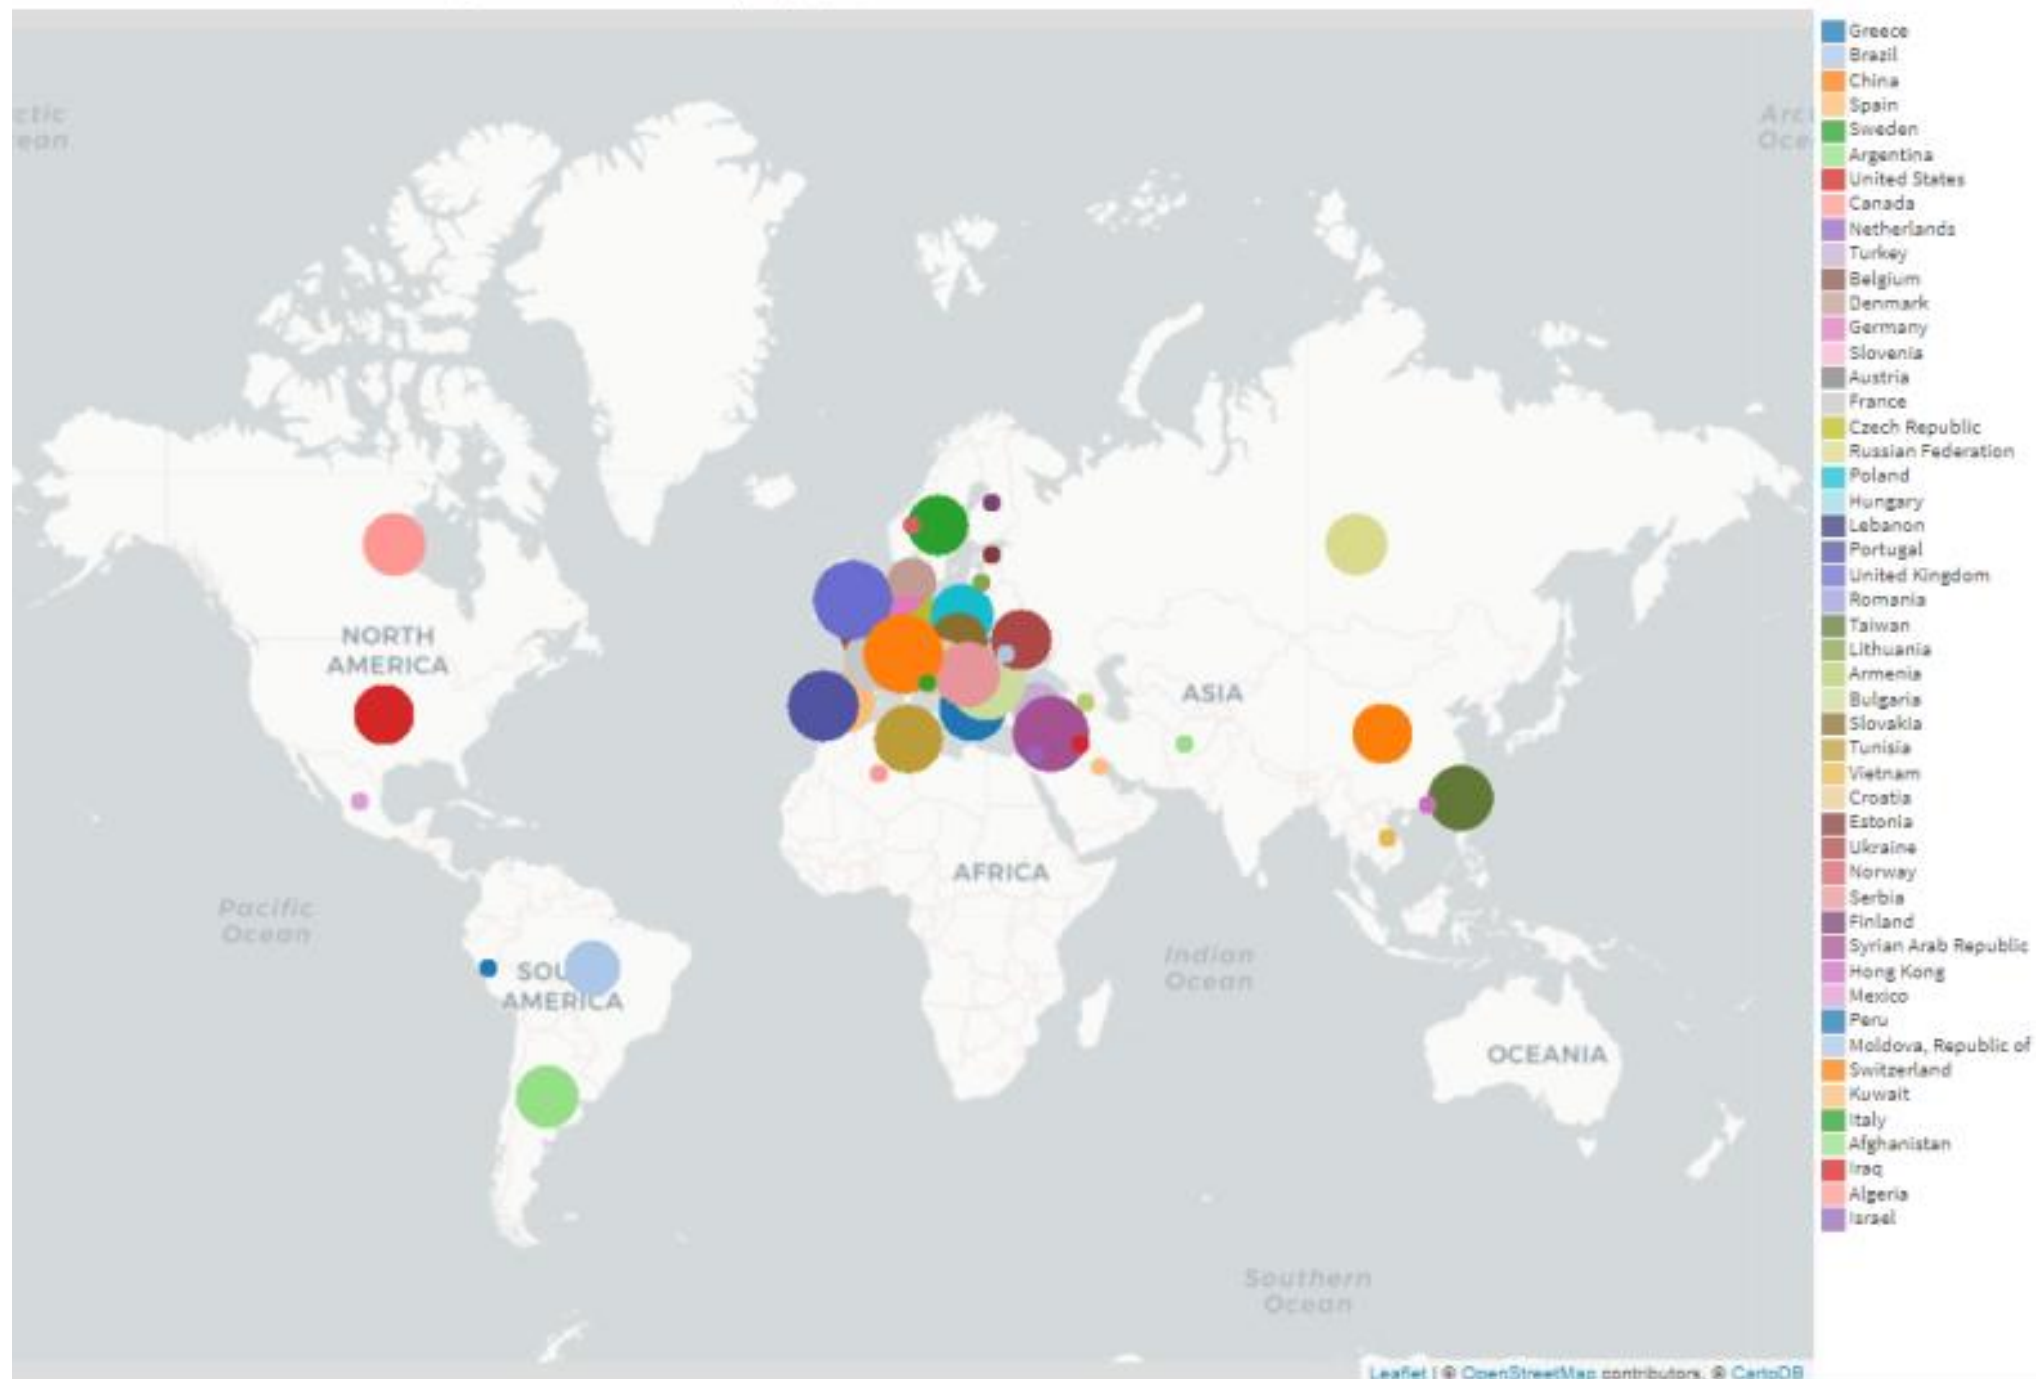 ctic
ean
Arc
Oce
NORTH
AMERICA
ASIA
AFRICA
Pacific
Ocean
SOU
AMERICA
Indian
Ocean
OCEANIA
Southern
Ocean
Leaflet | © OpenStreetMap contributors, © CartoDB
Greece
Brazil
China
Spain
Sweden
Argentina
United States
Canada
Netherlands
Turkey
Belgium
Denmark
Germany
Slovenia
Austria
France
Czech Republic
Russian Federation
Poland
Hungary
Lebanon
Portugal
United Kingdom
Romania
Taiwan
Lithuania
Armenia
Bulgaria
Slovakia
Tunisia
Vietnam
Croatia
Estonia
Ukraine
Norway
Serbia
Finland
Syrian Arab Republic
Hong Kong
Mexico
Peru
Moldova, Republic of
Switzerland
Kuwait
Italy
Afghanistan
Iraq
Algeria
Israel